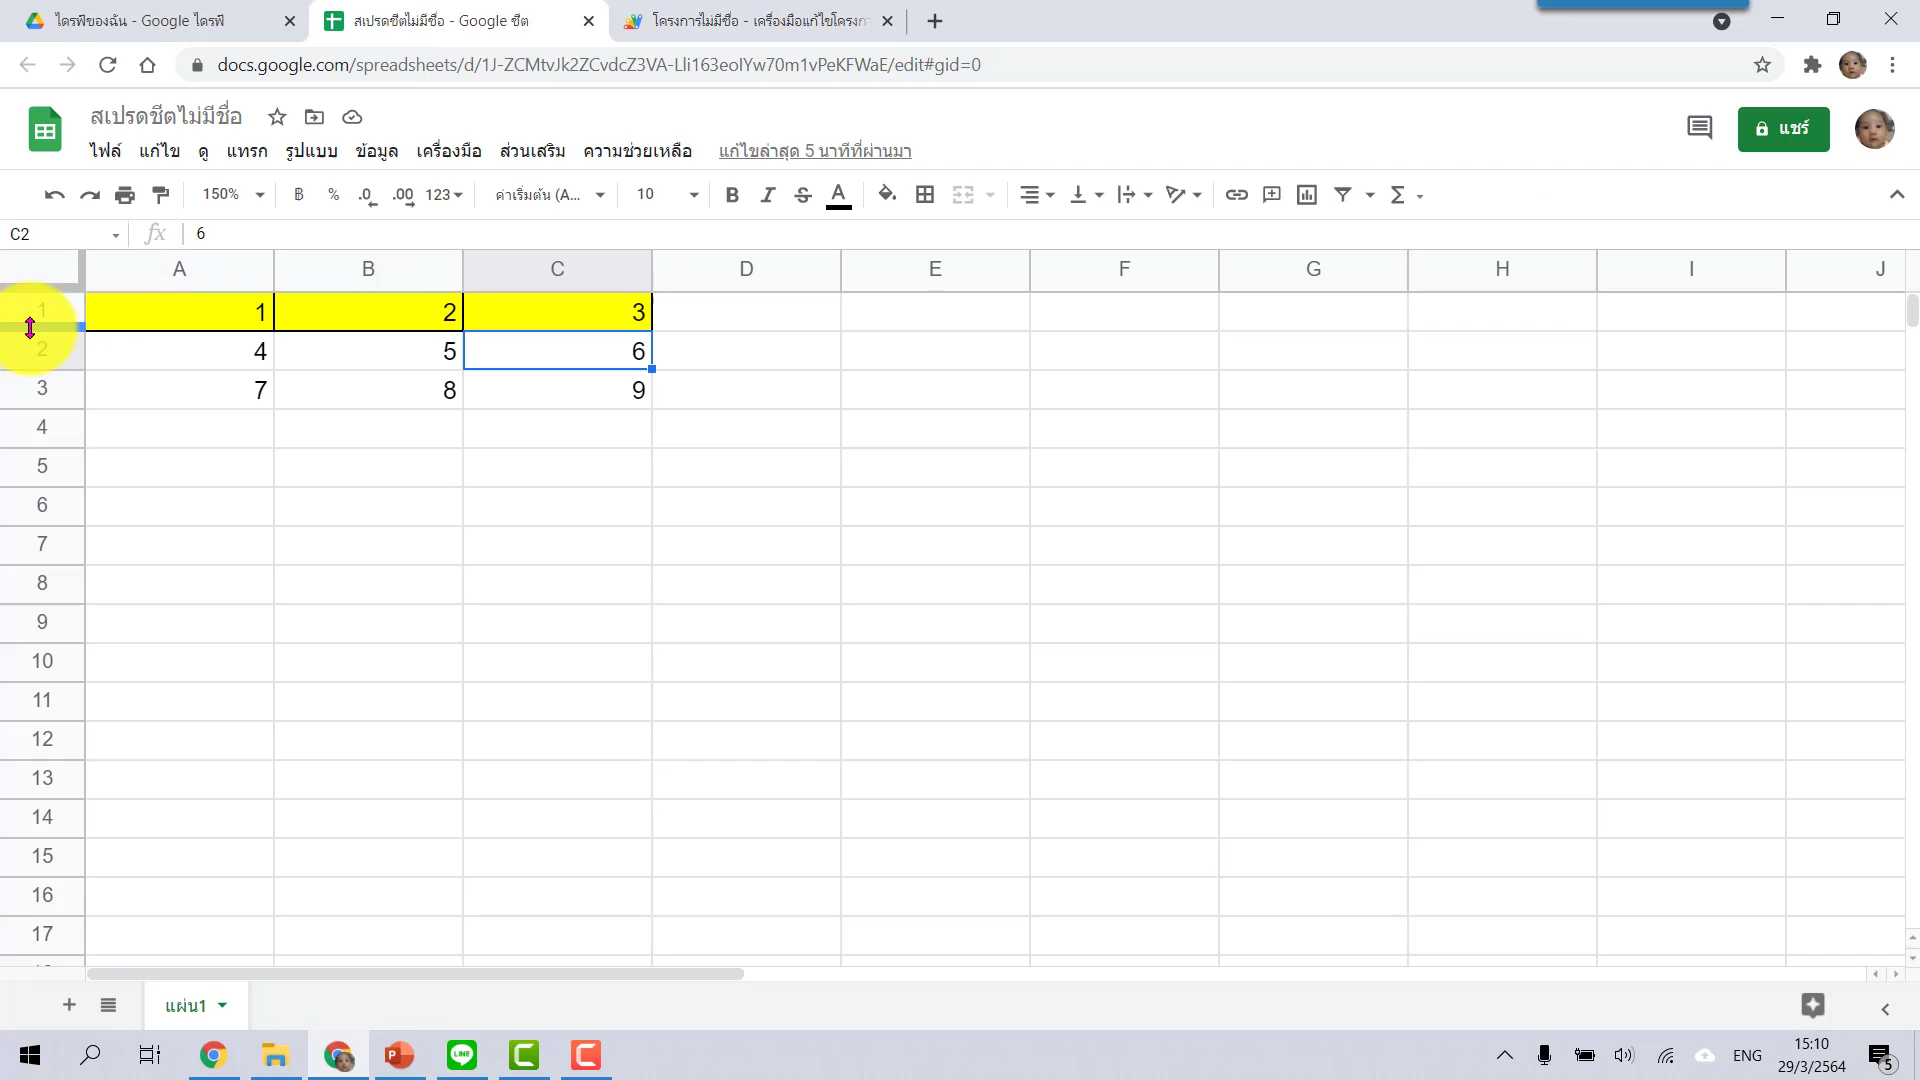 ไดรฟ์ของฉัน - Google ไดรฟ์
สเปรดชีตไม่มีชื่อ - Google ชีต
โครงการไม่มีชื่อ - เครื่องมือแก้ไขโครงกา
docs.google.com/spreadsheets/d/1J-ZCMtvJk2ZCvdcZ3VA-Lli163eoIYw70m1vPeKFWaE/edit#gid=0
สเปรดชีตไม่มีชื่อ
แชร์
ไฟล์ แก้ไข ดู แทรก รูปแบบ ข้อมูล เครื่องมือ ส่วนเสริม ความช่วยเหลือ แก้ไขล่าสุด 5 นาทีที่ผ่านมา
150% ฿ % .0 .00 123 ค่าเริ่มต้น (A... 10 B I S A Σ
C2 fx 6
A B C D E F G H I J
1 1 2 3
2 4 5 6
3 7 8 9
4
5
6
7
8
9
10
11
12
13
14
15
16
17
แผ่น1
LINE
ENG
15:10
29/3/2564
5